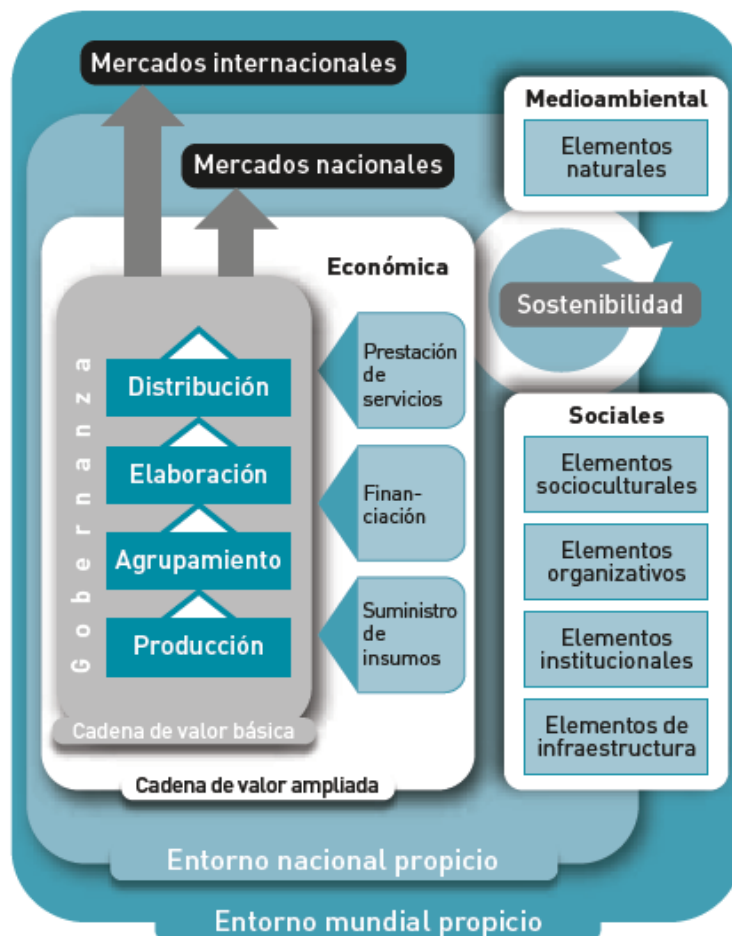 Mercados internacionales
Mercados nacionales
Económica
Gobernanza
Distribución
Elaboración
Agrupamiento
Producción
Cadena de valor básica
Prestación
de
servicios
Finan-
ciación
Suministro
de
insumos
Cadena de valor ampliada
Medioambiental
Elementos
naturales
Sostenibilidad
Sociales
Elementos
socioculturales
Elementos
organizativos
Elementos
institucionales
Elementos de
infraestructura
Entorno nacional propicio
Entorno mundial propicio